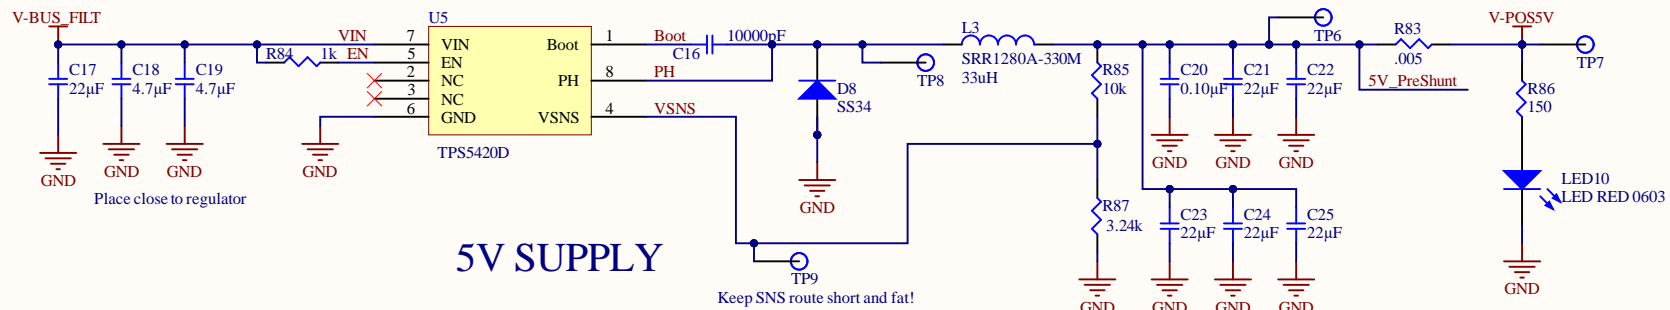 V-BUS_FILT
C17
22µF
C18
4.7µF
C19
4.7µF
GND
GND
GND
Place close to regulator
R84
1k
VIN
EN
GND
U5
7
5
2
3
6
VIN
EN
NC
NC
GND
Boot
PH
VSNS
1
8
4
TPS5420D
Boot
PH
VSNS
C16
10000pF
D8
SS34
GND
TP8
L3
SRR1280A-330M
33uH
R85
10k
R87
3.24k
GND
C20
0.10µF
C21
22µF
C22
22µF
GND
GND
GND
C23
22µF
C24
22µF
C25
22µF
GND
GND
GND
TP6
R83
.005
5V_PreShunt
V-POS5V
TP7
R86
150
LED10
LED RED 0603
GND
5V SUPPLY
TP9
Keep SNS route short and fat!